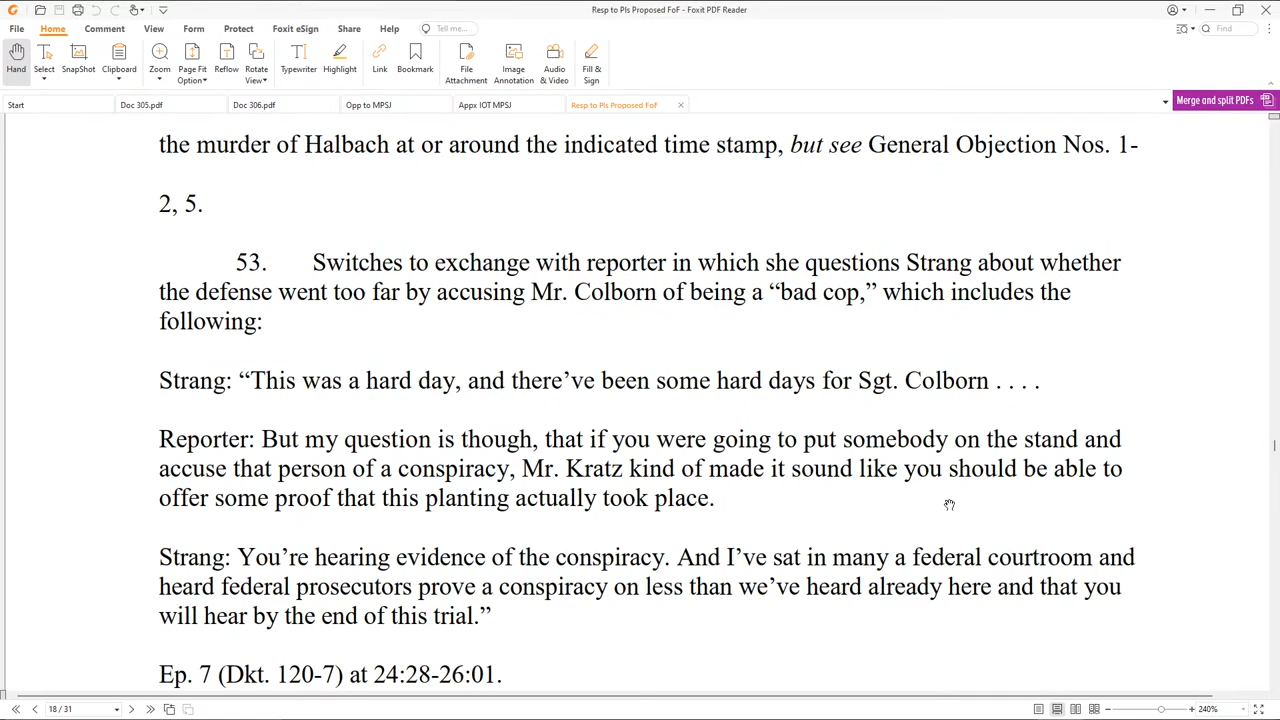 Resp to Pls Proposed FoF - Foxit PDF Reader
File Home Comment View Form Protect Foxit eSign Share Help Tell me... Find
Hand Select SnapShot Clipboard Zoom Page Fit Option Reflow Rotate View Typewriter Highlight Link Bookmark File Attachment Image Annotation Audio & Video Fill & Sign
Start Doc 305.pdf Doc 306.pdf Opp to MPSJ Appx IOT MPSJ Resp to Pls Proposed FoF Merge and split PDFs
the murder of Halbach at or around the indicated time stamp, but see General Objection Nos. 1-
2, 5.
53. Switches to exchange with reporter in which she questions Strang about whether
the defense went too far by accusing Mr. Colborn of being a “bad cop,” which includes the
following:
Strang: “This was a hard day, and there’ve been some hard days for Sgt. Colborn . . . .
Reporter: But my question is though, that if you were going to put somebody on the stand and
accuse that person of a conspiracy, Mr. Kratz kind of made it sound like you should be able to
offer some proof that this planting actually took place.
Strang: You’re hearing evidence of the conspiracy. And I’ve sat in many a federal courtroom and
heard federal prosecutors prove a conspiracy on less than we’ve heard already here and that you
will hear by the end of this trial.”
Ep. 7 (Dkt. 120-7) at 24:28-26:01.
18 / 31 240%